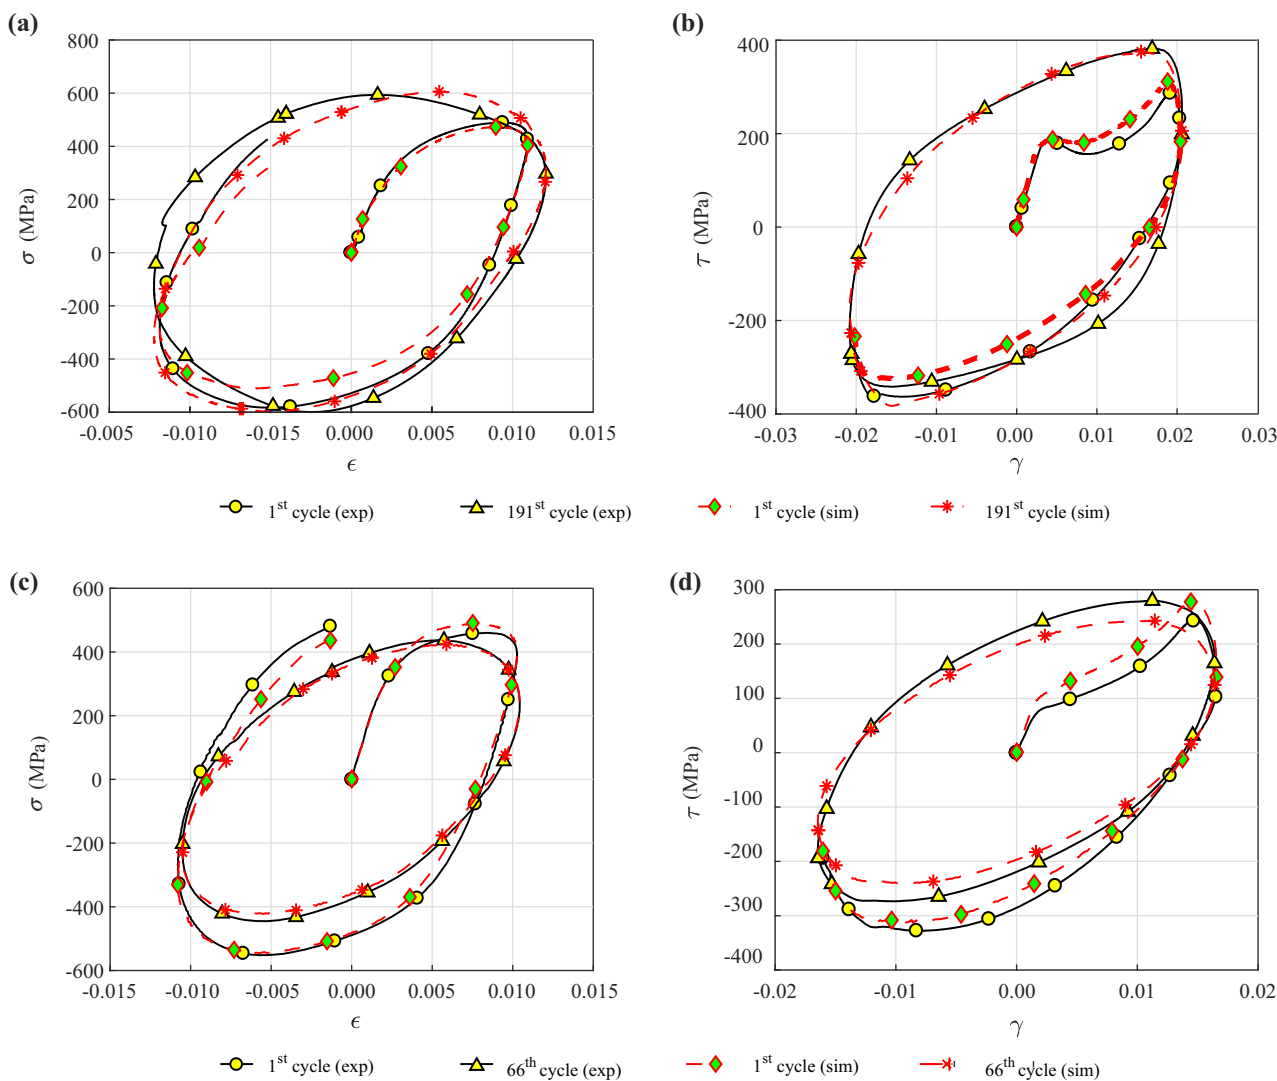 (a)
(b)
800
600
400
200
0
-200
-400
-600
σ (MPa)
-0.005 -0.010 -0.015 0.000 0.005 0.010 0.015
ϵ
400
200
0
-200
-400
τ (MPa)
-0.03 -0.02 -0.01 0.00 0.01 0.02 0.03
γ
1st cycle (exp) 191st cycle (exp) 1st cycle (sim) 191st cycle (sim)
(c)
(d)
600
400
200
0
-200
-400
-600
σ (MPa)
-0.015 -0.010 -0.005 0.000 0.005 0.010 0.015
ϵ
300
200
100
0
-100
-200
-300
-400
τ (MPa)
-0.02 -0.01 0.00 0.01 0.02
γ
1st cycle (exp) 66th cycle (exp) 1st cycle (sim) 66th cycle (sim)